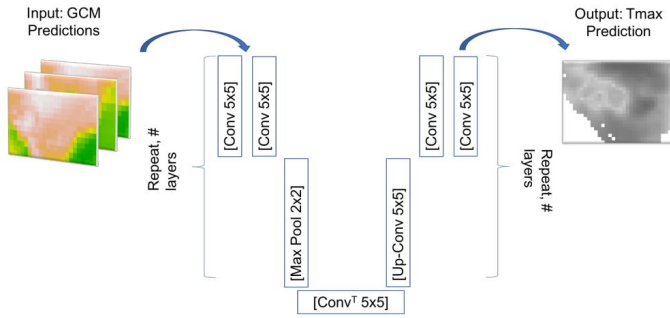 Input: GCM
Predictions
Output: Tmax
Prediction
Repeat, #
layers
[Conv 5x5]
[Conv 5x5]
[Max Pool 2x2]
[Convᵀ 5x5]
[Up-Conv 5x5]
[Conv 5x5]
[Conv 5x5]
Repeat, #
layers